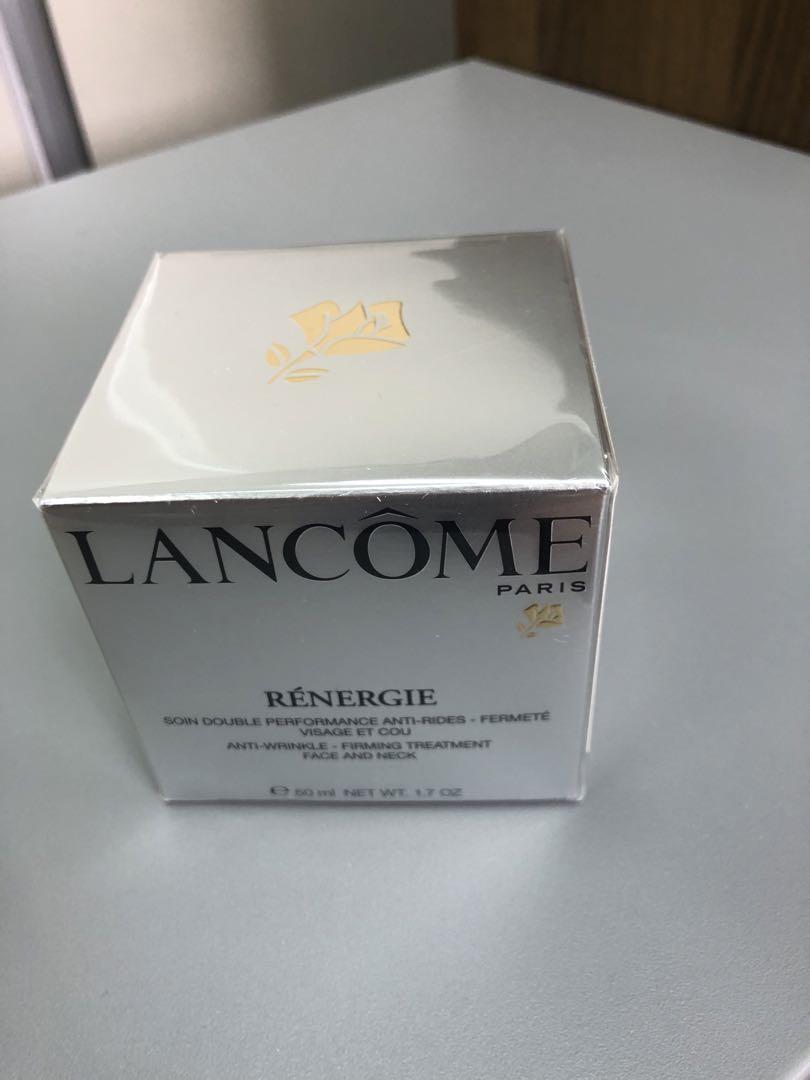 LANCÔME
PARIS
RÉNERGIE
SOIN DOUBLE PERFORMANCE ANTI-RIDES - FERMETÉ
VISAGE ET COU
ANTI-WRINKLE - FIRMING TREATMENT
FACE AND NECK
℮ 50 ml NET WT. 1.7 OZ